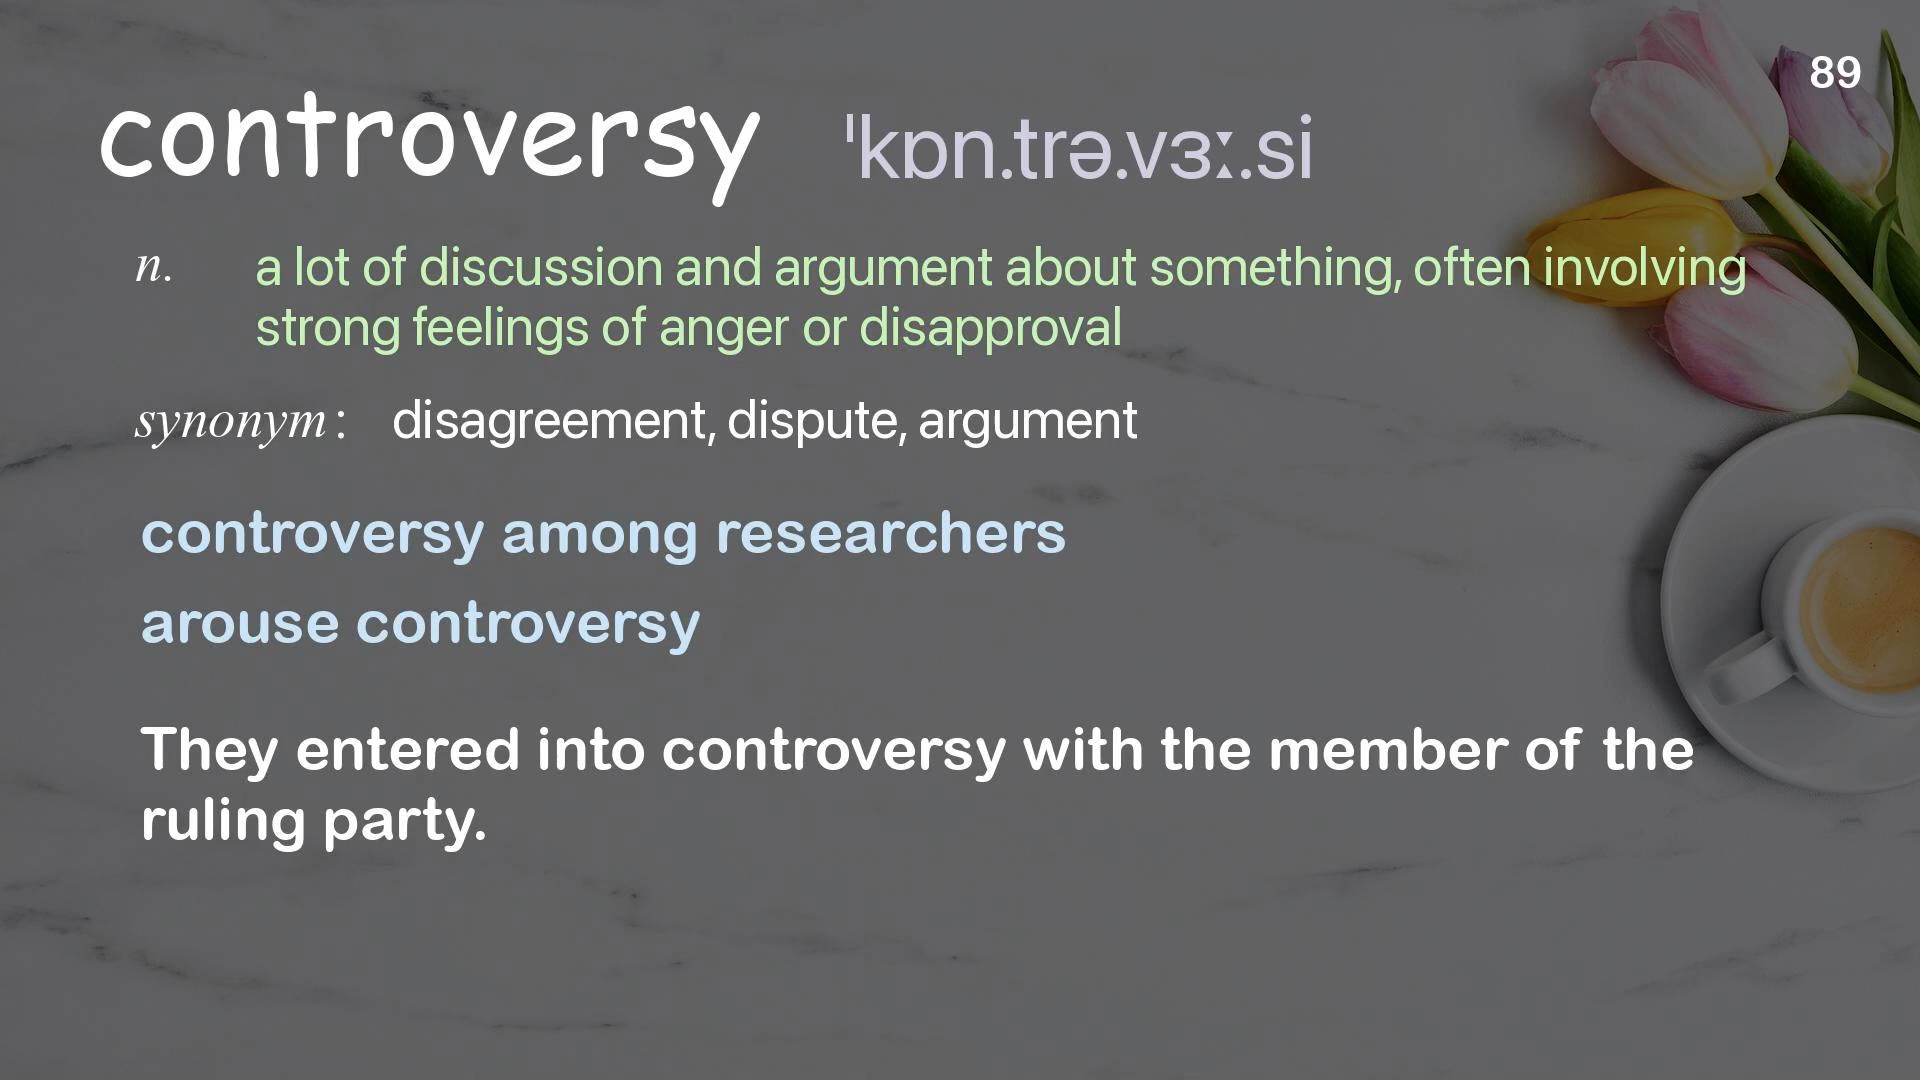 89
controversy ˈkɒn.trə.vɜː.si
n. a lot of discussion and argument about something, often involving
strong feelings of anger or disapproval
synonym: disagreement, dispute, argument
controversy among researchers
arouse controversy
They entered into controversy with the member of the
ruling party.